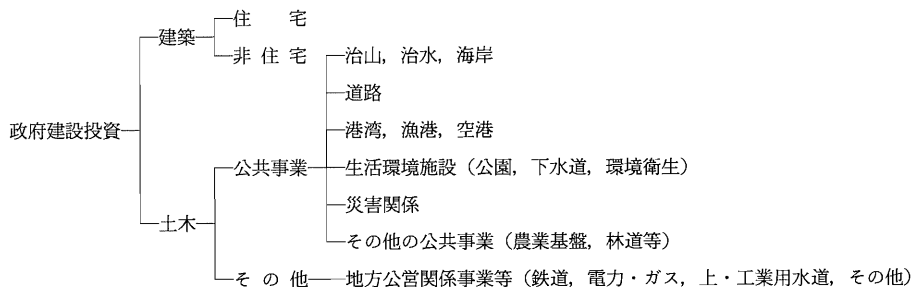 住 宅
建築
非住宅 治山，治水，海岸
道路
政府建設投資 港湾，漁港，空港
公共事業 生活環境施設（公園，下水道，環境衛生）
災害関係
土木
その他の公共事業（農業基盤，林道等）
その他 地方公営関係事業等（鉄道，電力・ガス，上・工業用水道，その他）